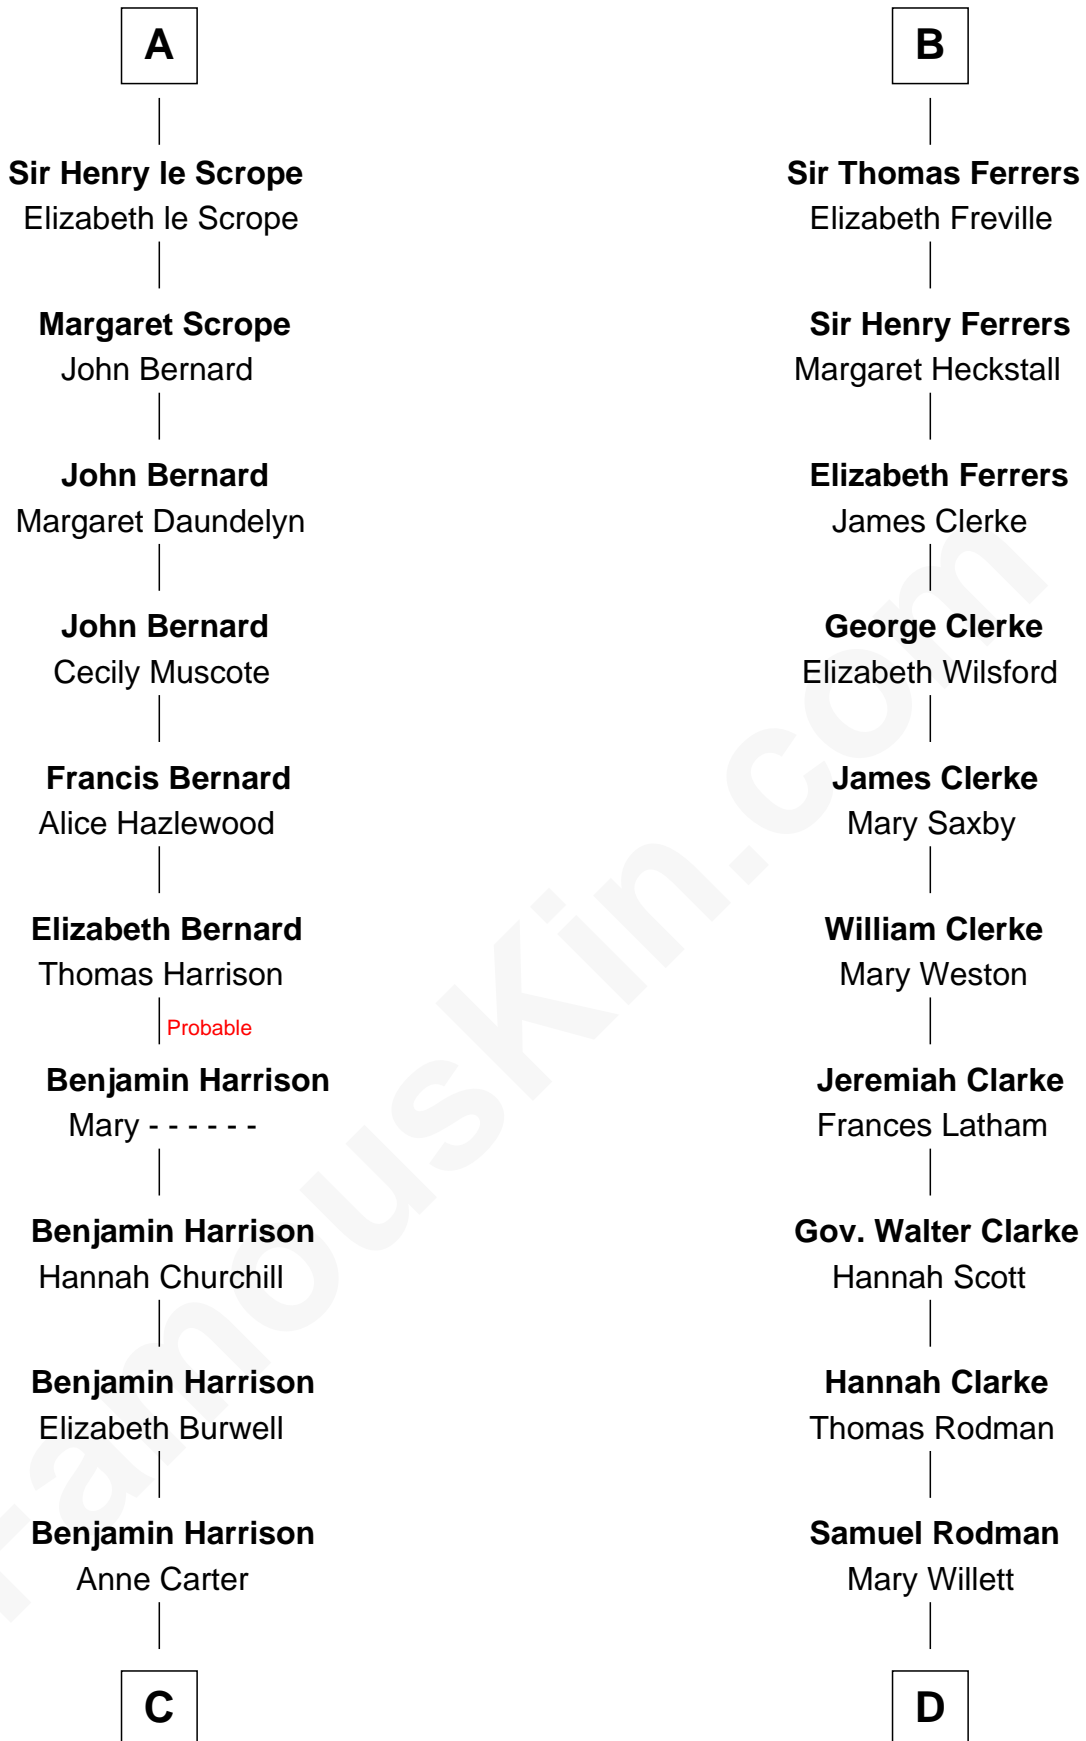 A
Sir Henry le Scrope
Elizabeth le Scrope
Margaret Scrope
John Bernard
John Bernard
Margaret Daundelyn
John Bernard
Cecily Muscote
Francis Bernard
Alice Hazlewood
Elizabeth Bernard
Thomas Harrison
Probable
Benjamin Harrison
Mary - - - - - -
Benjamin Harrison
Hannah Churchill
Benjamin Harrison
Elizabeth Burwell
Benjamin Harrison
Anne Carter
C
B
Sir Thomas Ferrers
Elizabeth Freville
Sir Henry Ferrers
Margaret Heckstall
Elizabeth Ferrers
James Clerke
George Clerke
Elizabeth Wilsford
James Clerke
Mary Saxby
William Clerke
Mary Weston
Jeremiah Clarke
Frances Latham
Gov. Walter Clarke
Hannah Scott
Hannah Clarke
Thomas Rodman
Samuel Rodman
Mary Willett
D
FamousKin.com